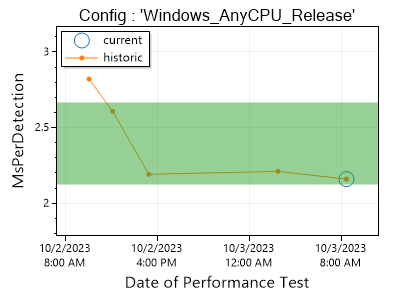 Config : 'Windows_AnyCPU_Release'
current
historic
3
2.5
2
MsPerDetection
10/2/2023 10/2/2023 10/3/2023 10/3/2023
8:00 AM 4:00 PM 12:00 AM 8:00 AM
Date of Performance Test